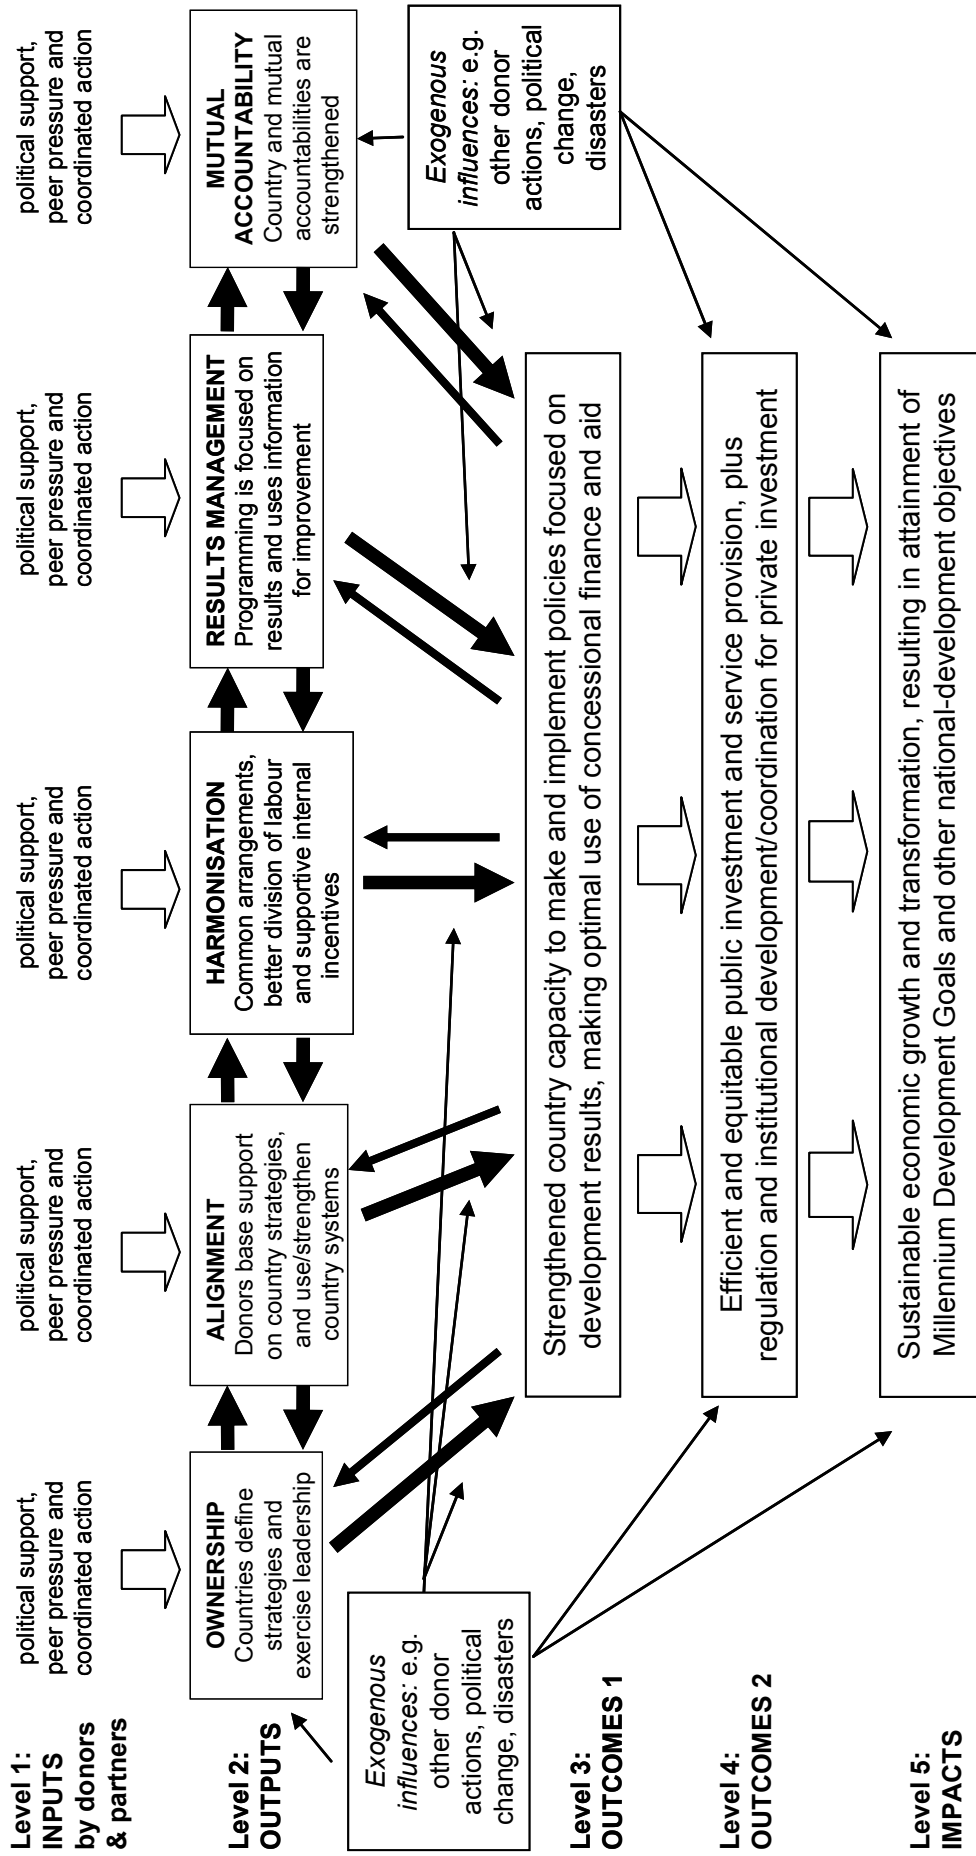 Level 1:
INPUTS
by donors
& partners
political support,
peer pressure and
coordinated action
political support,
peer pressure and
coordinated action
political support,
peer pressure and
coordinated action
political support,
peer pressure and
coordinated action
political support,
peer pressure and
coordinated action
Level 2:
OUTPUTS
OWNERSHIP
Countries define
strategies and
exercise leadership
ALIGNMENT
Donors base support
on country strategies,
and use/strengthen
country systems
HARMONISATION
Common arrangements,
better division of labour
and supportive internal
incentives
RESULTS MANAGEMENT
Programming is focused on
results and uses information
for improvement
MUTUAL
ACCOUNTABILITY
Country and mutual
accountabilities are
strengthened
Exogenous
influences: e.g.
other donor
actions, political
change, disasters
Exogenous
influences: e.g.
other donor
actions, political
change,
disasters
Level 3:
OUTCOMES 1
Strengthened country capacity to make and implement policies focused on
development results, making optimal use of concessional finance and aid
Level 4:
OUTCOMES 2
Efficient and equitable public investment and service provision, plus
regulation and institutional development/coordination for private investment
Level 5:
IMPACTS
Sustainable economic growth and transformation, resulting in attainment of
Millennium Development Goals and other national-development objectives